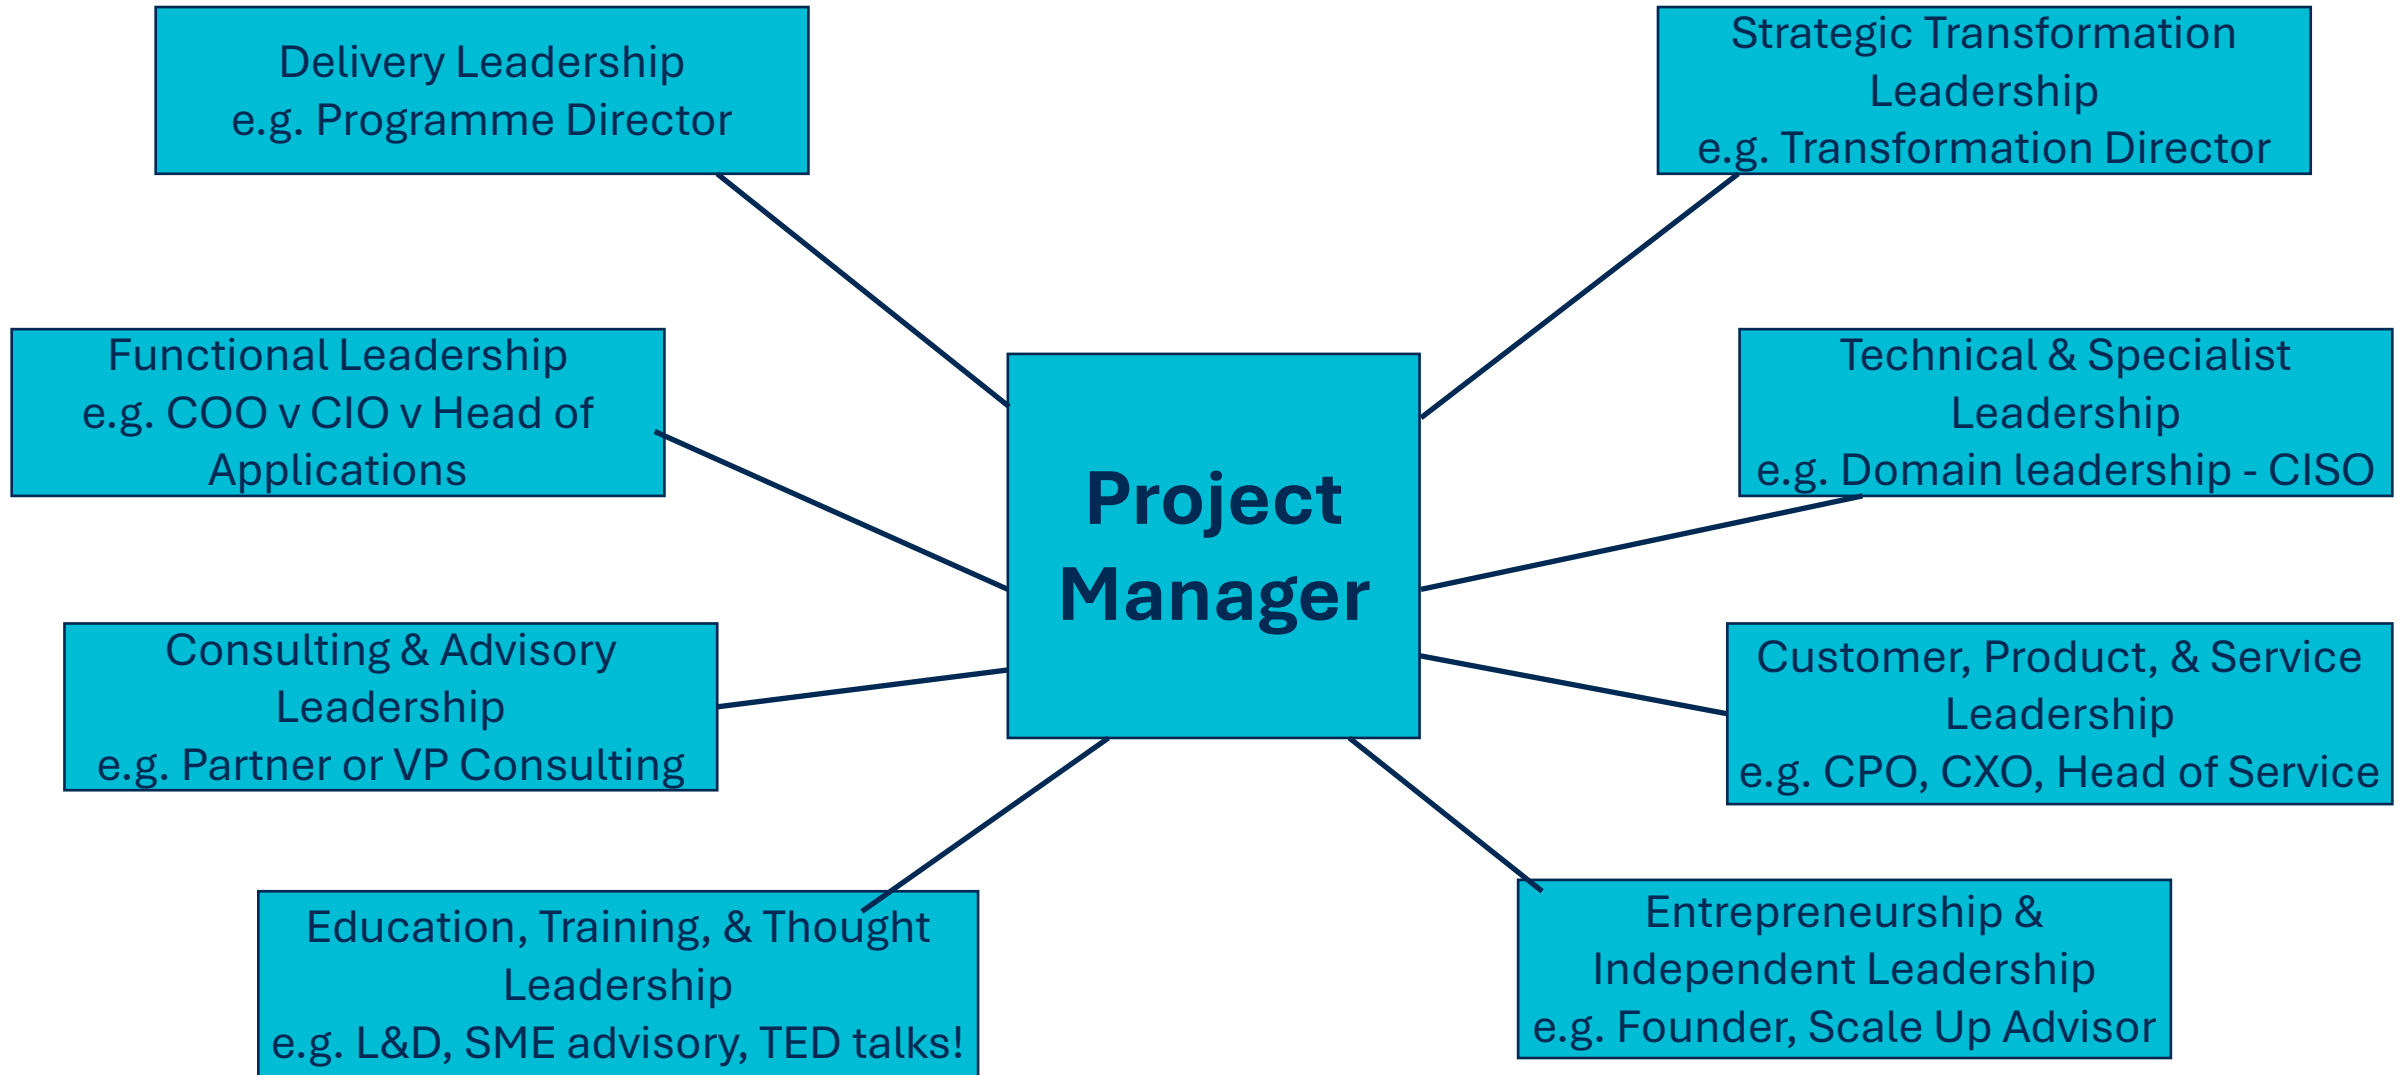 Delivery Leadership
e.g. Programme Director
Strategic Transformation
Leadership
e.g. Transformation Director
Functional Leadership
e.g. COO v CIO v Head of
Applications
Technical & Specialist
Leadership
e.g. Domain leadership - CISO
Project
Manager
Consulting & Advisory
Leadership
e.g. Partner or VP Consulting
Customer, Product, & Service
Leadership
e.g. CPO, CXO, Head of Service
Education, Training, & Thought
Leadership
e.g. L&D, SME advisory, TED talks!
Entrepreneurship &
Independent Leadership
e.g. Founder, Scale Up Advisor